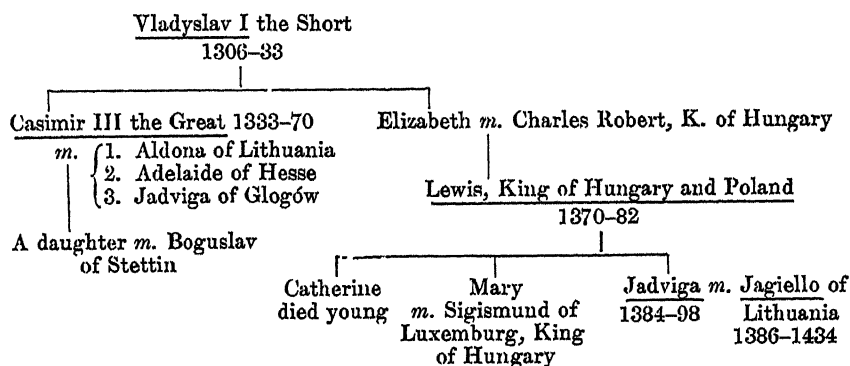 Vladyslav I the Short
1306–33
Casimir III the Great 1333–70
m. 1. Aldona of Lithuania
2. Adelaide of Hesse
3. Jadviga of Glogów
A daughter m. Boguslav
of Stettin
Elizabeth m. Charles Robert, K. of Hungary
Lewis, King of Hungary and Poland
1370–82
Catherine
died young
Mary
m. Sigismund of
Luxemburg, King
of Hungary
Jadviga m. Jagiello of
1384–98 Lithuania
1386–1434